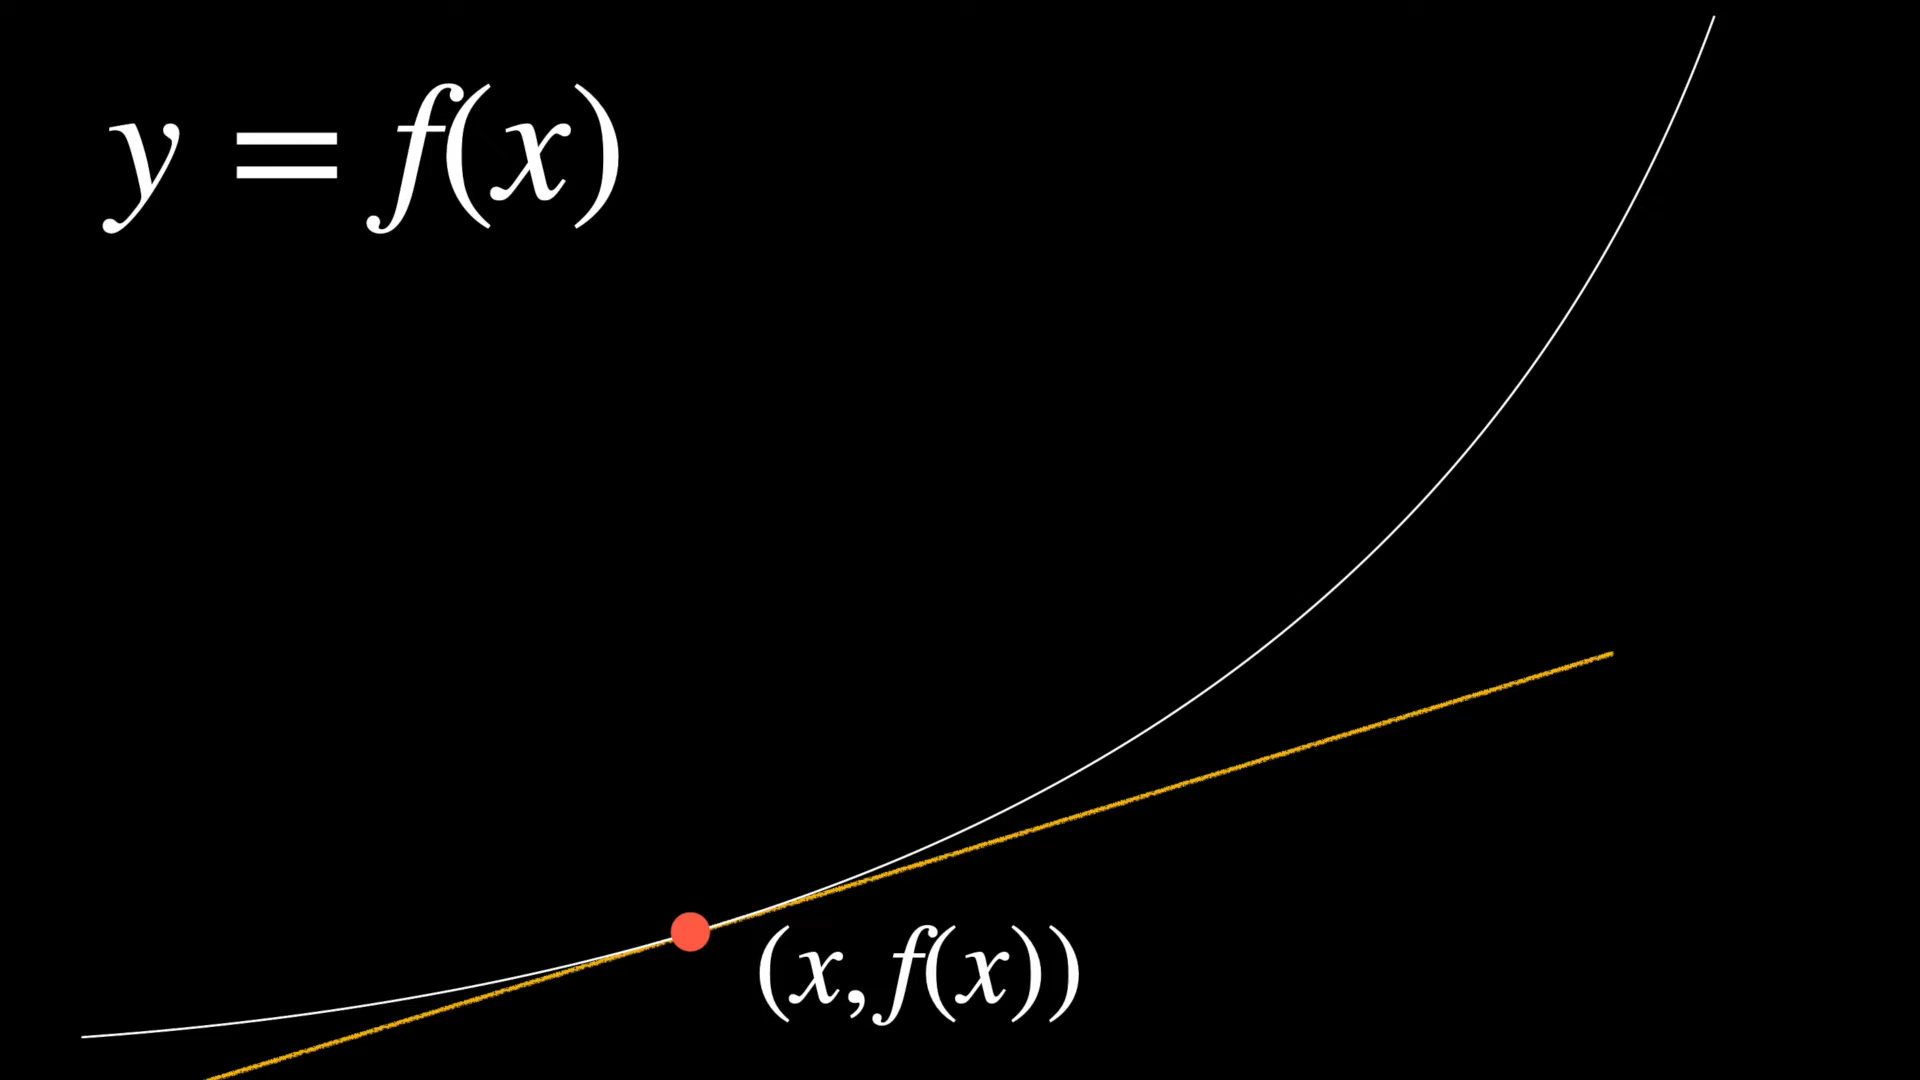 y = f(x)
(x, f(x))